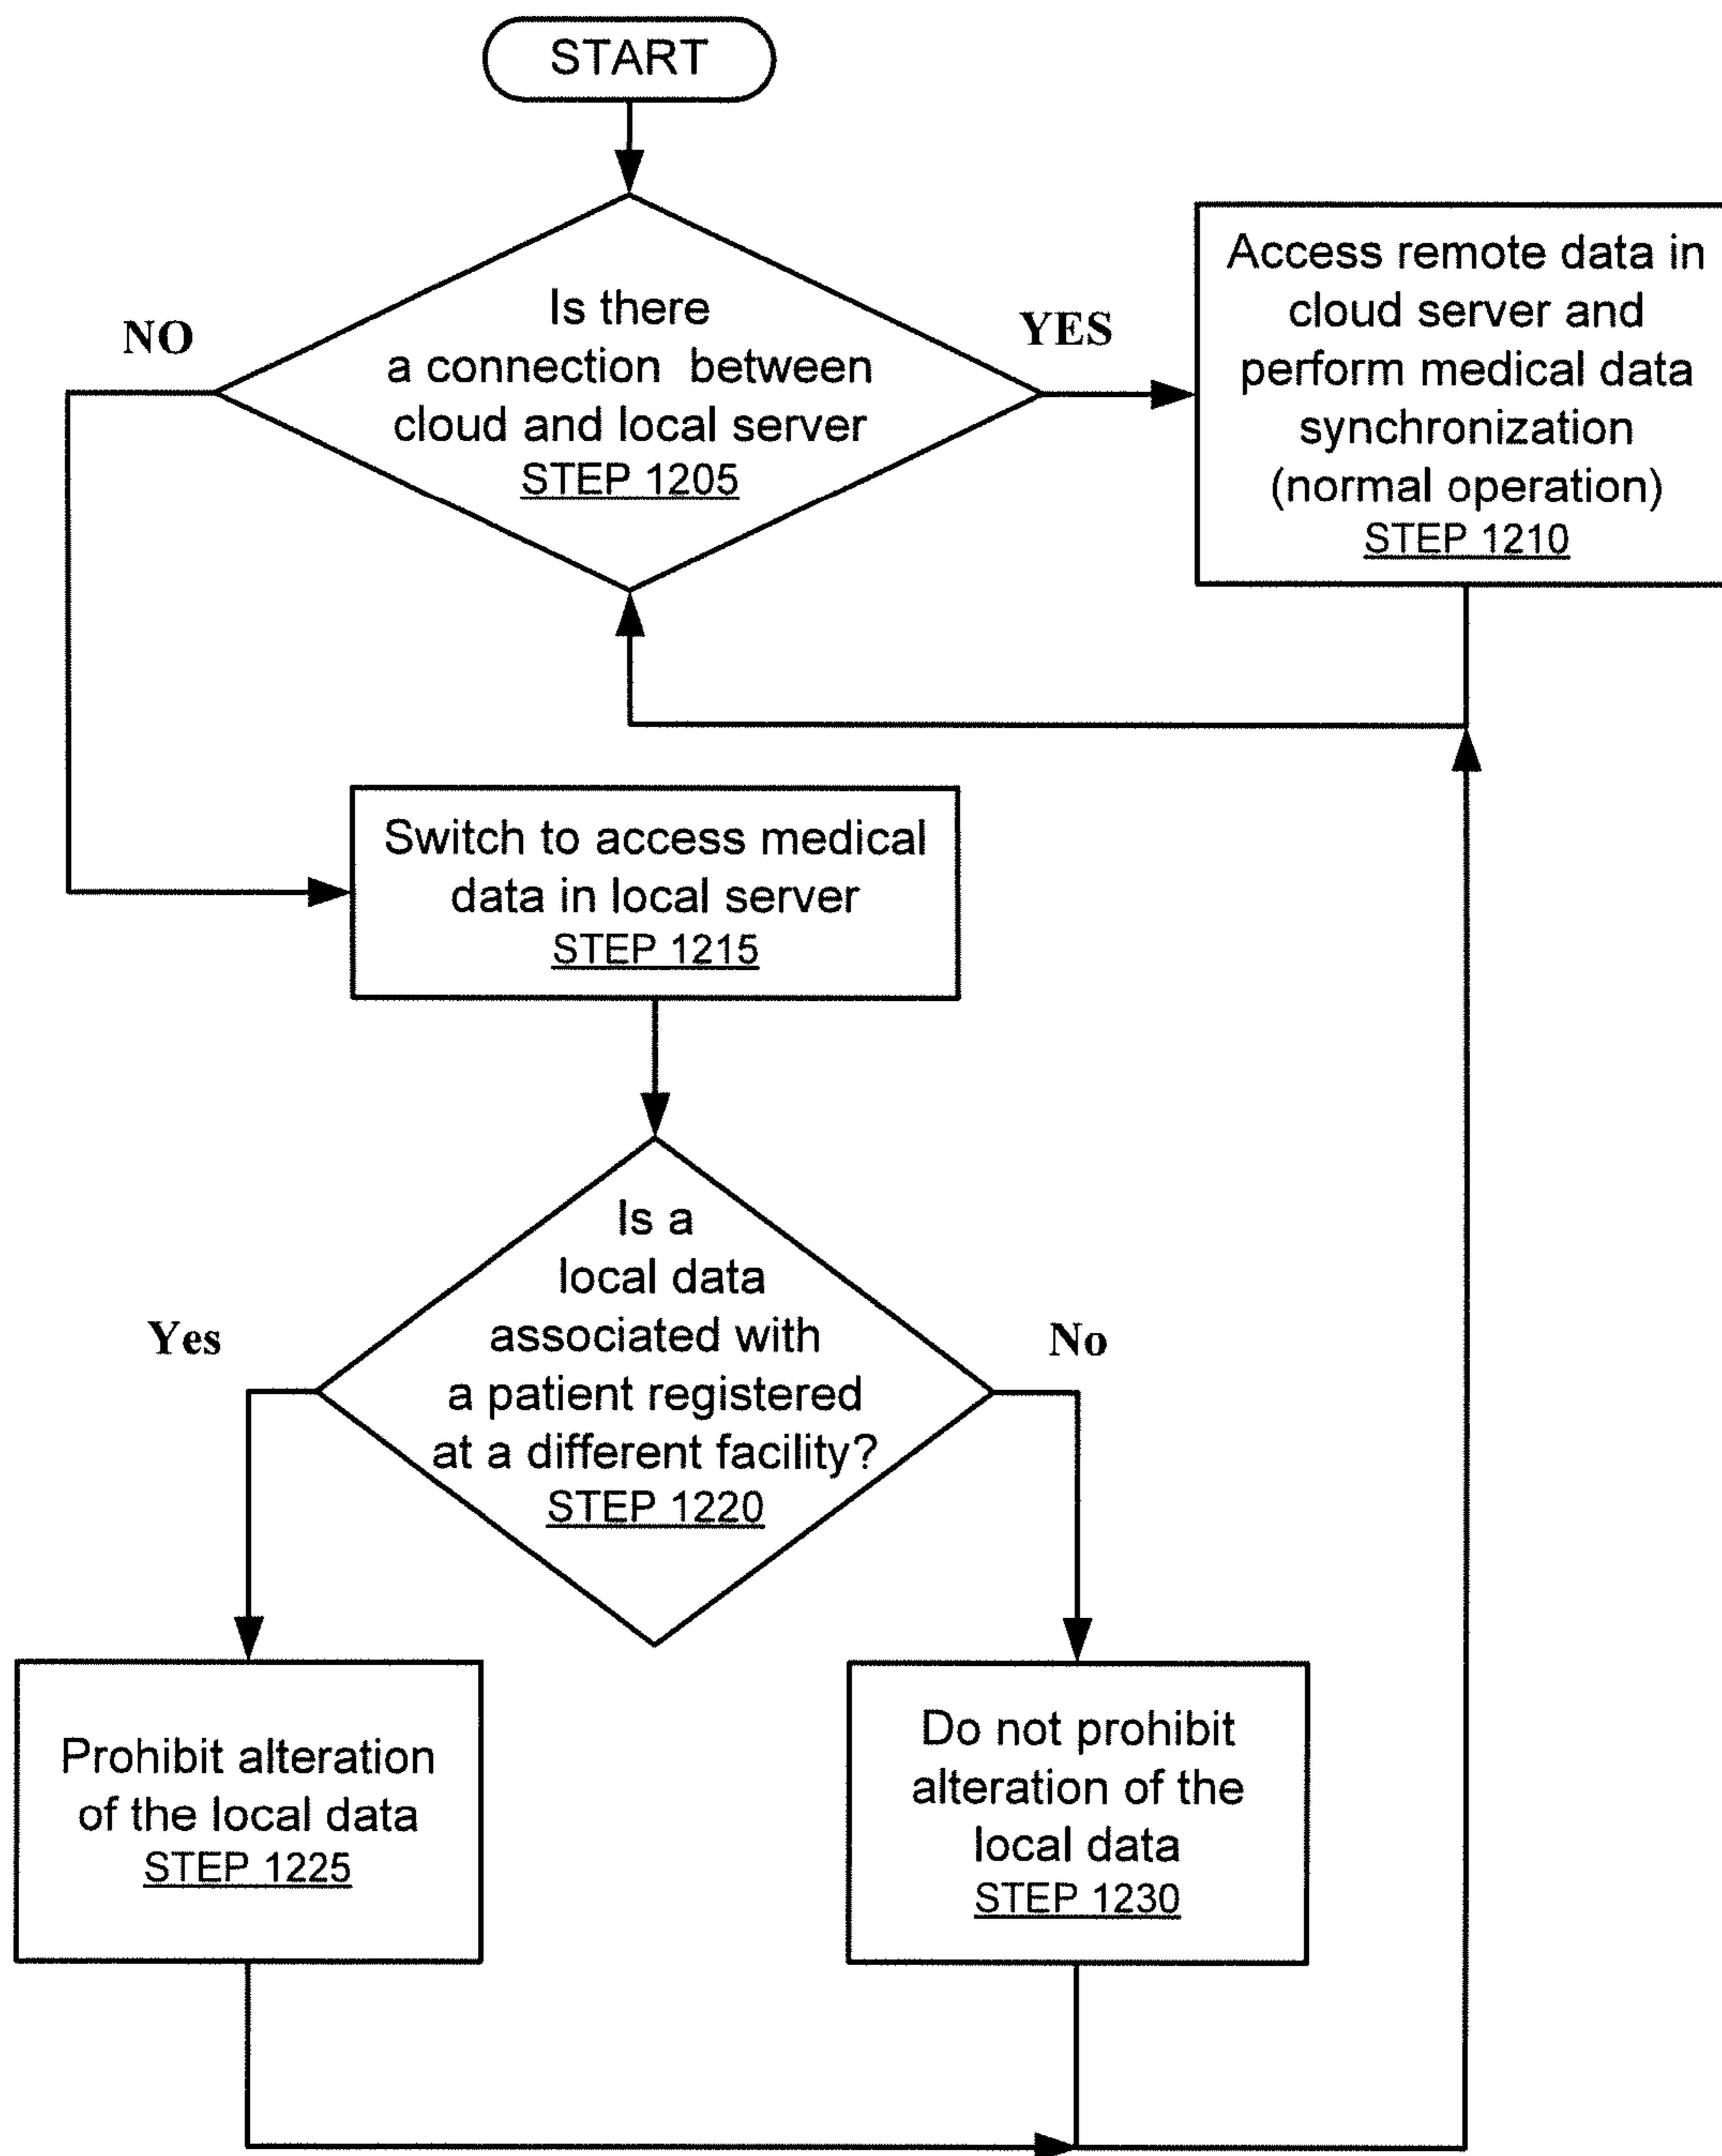 START
Is there
a connection between
cloud and local server
STEP 1205
NO
YES
Access remote data in
cloud server and
perform medical data
synchronization
(normal operation)
STEP 1210
Switch to access medical
data in local server
STEP 1215
Is a
local data
associated with
a patient registered
at a different facility?
STEP 1220
Yes
No
Prohibit alteration
of the local data
STEP 1225
Do not prohibit
alteration of the
local data
STEP 1230